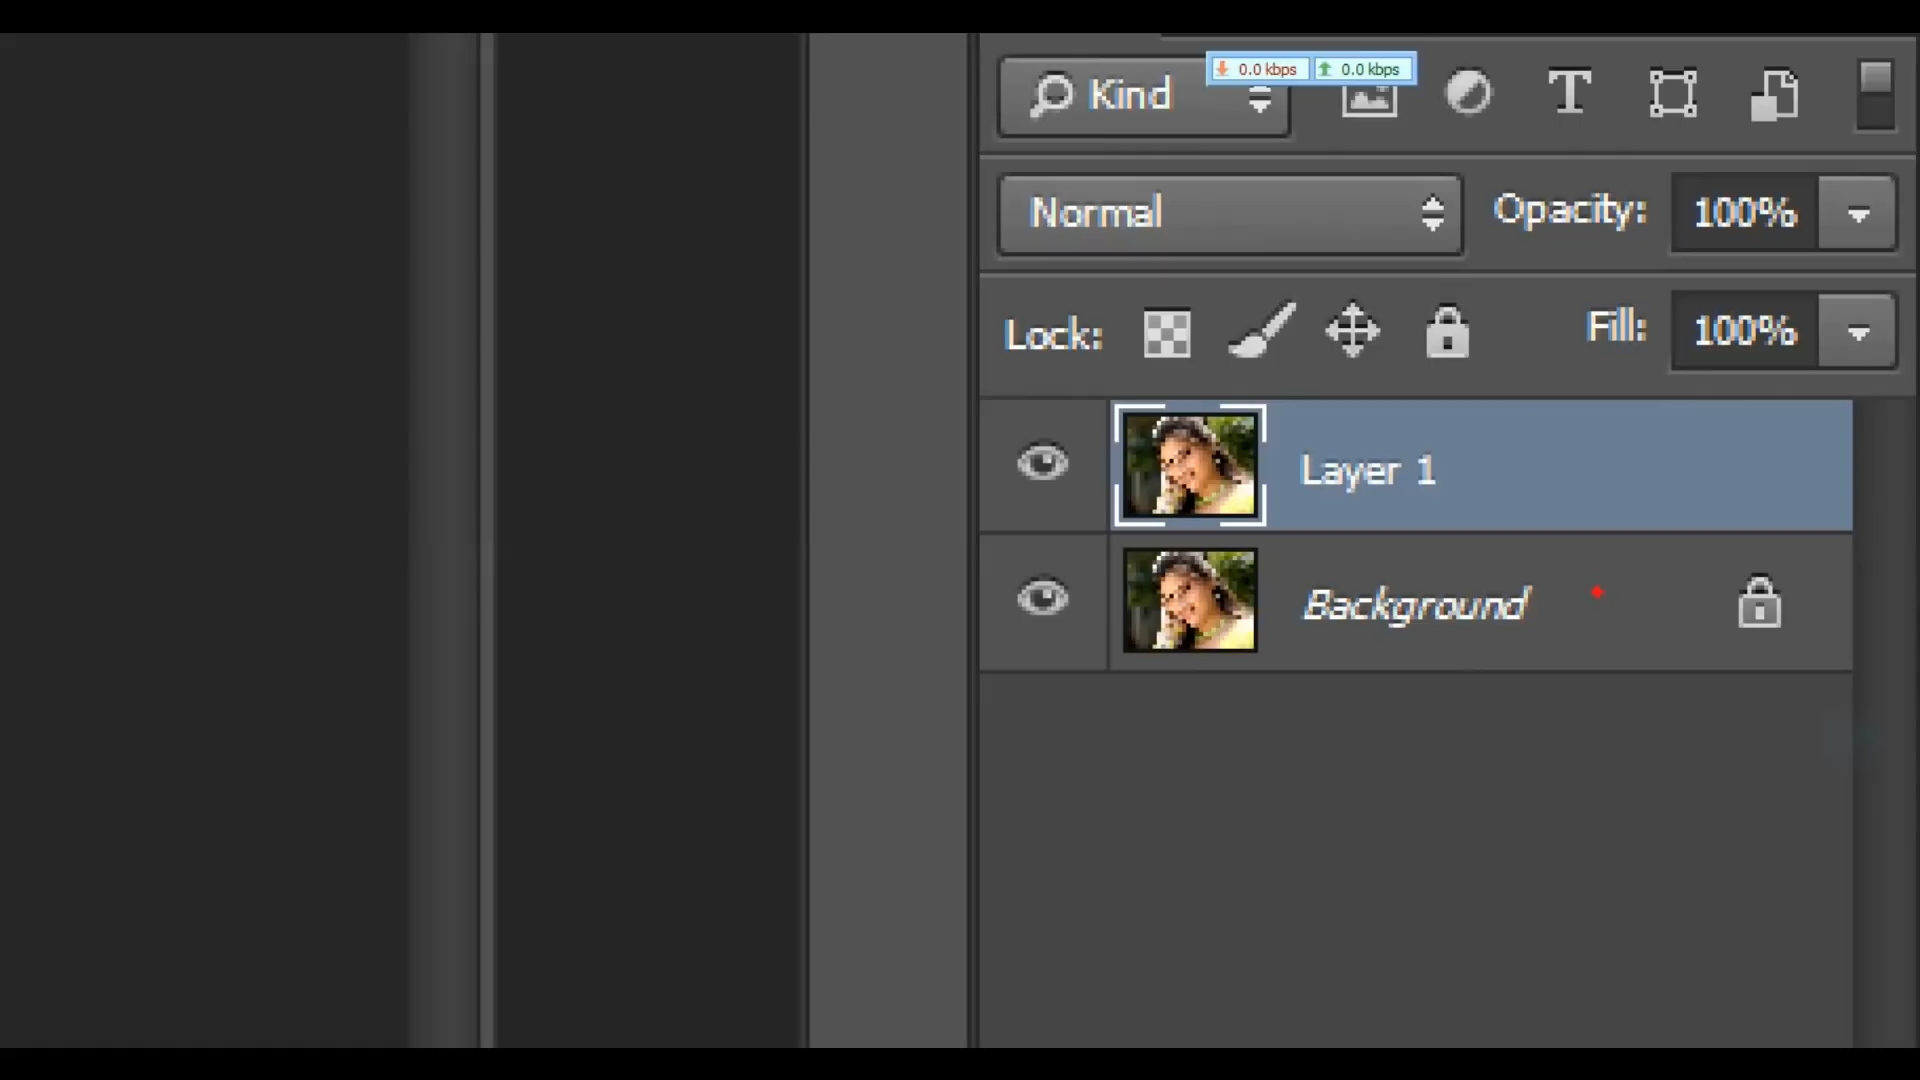 0.0 kbps 0.0 kbps
Kind T
Normal Opacity: 100%
Lock: Fill: 100%
Layer 1
Background